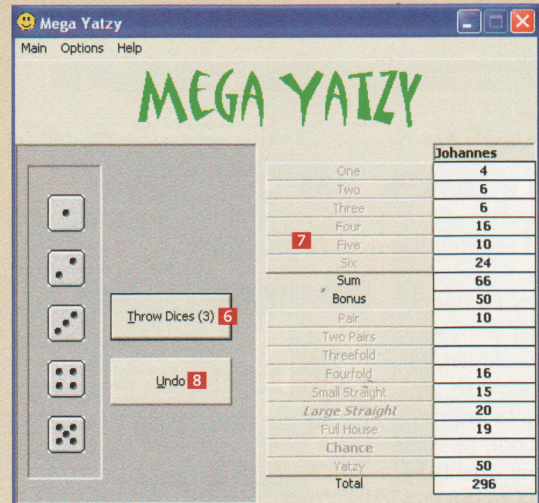 Mega Yatzy
Main Options Help
MEGA YATZY
Johannes
One 4
Two 6
Three 6
Four 16
7
Five 10
Six 24
Sum 66
Bonus 50
Throw Dices (3) 6
Pair 10
Two Pairs
Threefold
Undo 8
Fourfold 16
Small Straight 15
Large Straight 20
Full House 19
Chance
Yatzy 50
Total 296